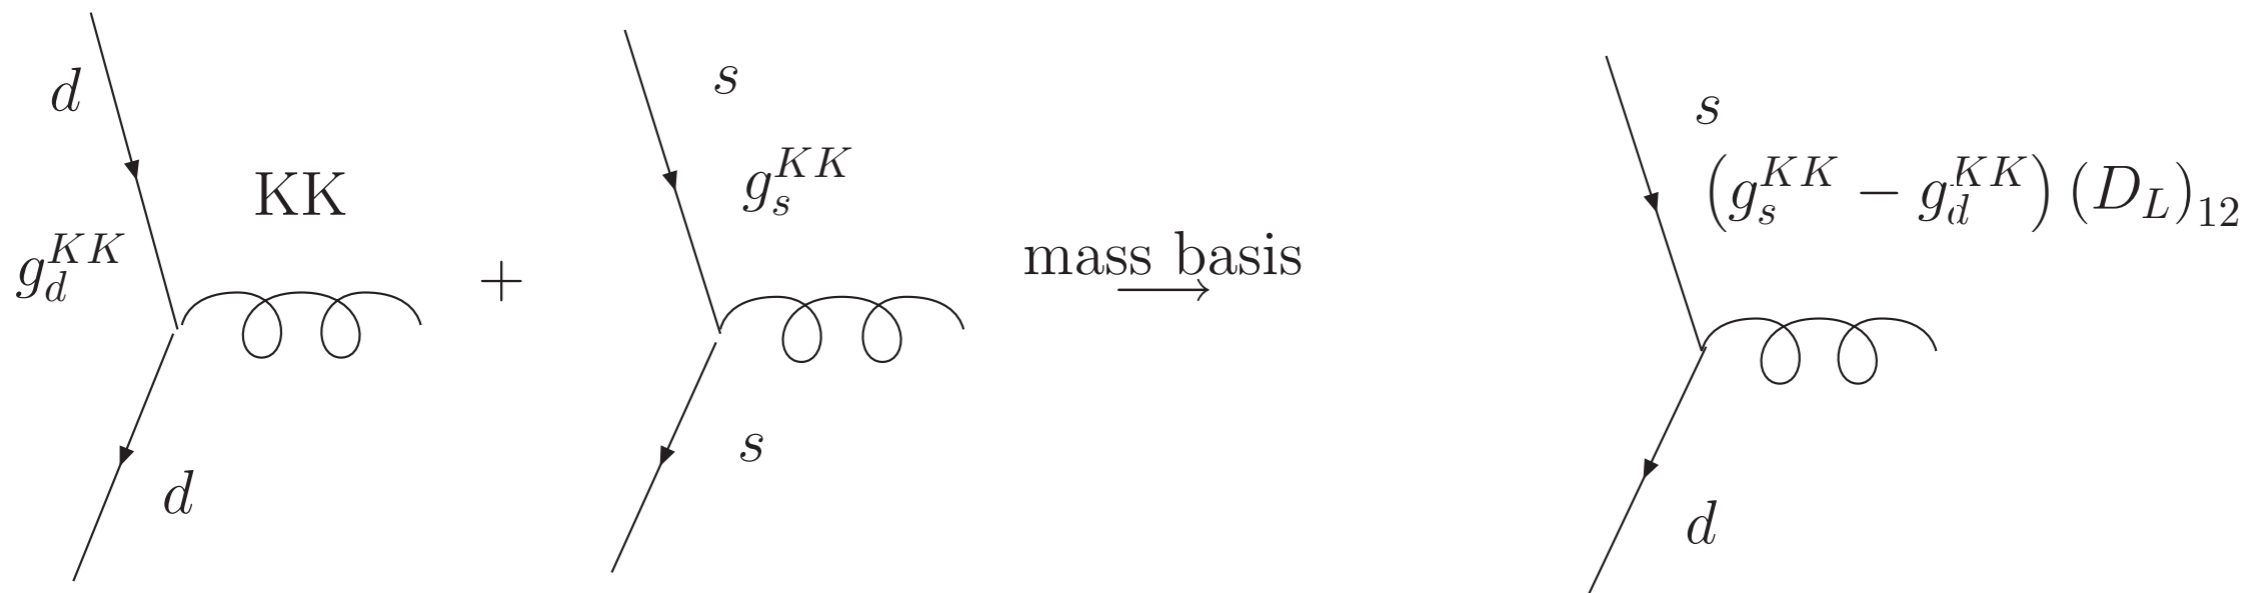 d
KK
g_d^{KK}
d
+
s
g_s^{KK}
s
mass basis
⟶
s
(g_s^{KK} − g_d^{KK}) (D_L)_{12}
d